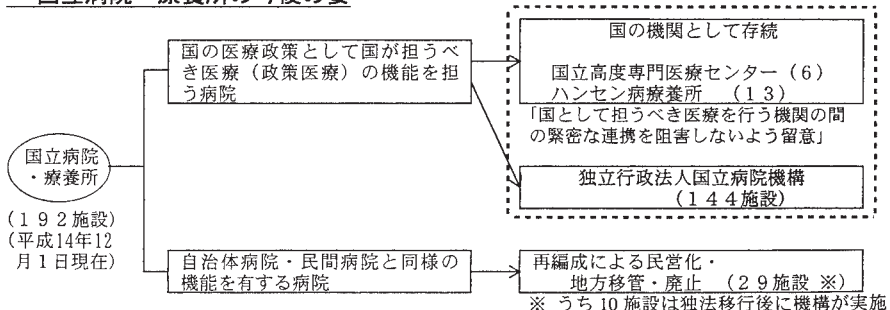 国立病院・療養所の今後の姿
国の医療政策として国が担うべ
き医療（政策医療）の機能を担
う病院
国の機関として存続
国立高度専門医療センター（6）
ハンセン病療養所　（13）
「国として担うべき医療を行う機関の間
の緊密な連携を阻害しないよう留意」
国立病院
・療養所
（192施設）
（平成14年12
月1日現在）
独立行政法人国立病院機構
（144施設）
自治体病院・民間病院と同様の
機能を有する病院
再編成による民営化・
地方移管・廃止　（29施設 ※）
※ うち10施設は独法移行後に機構が実施